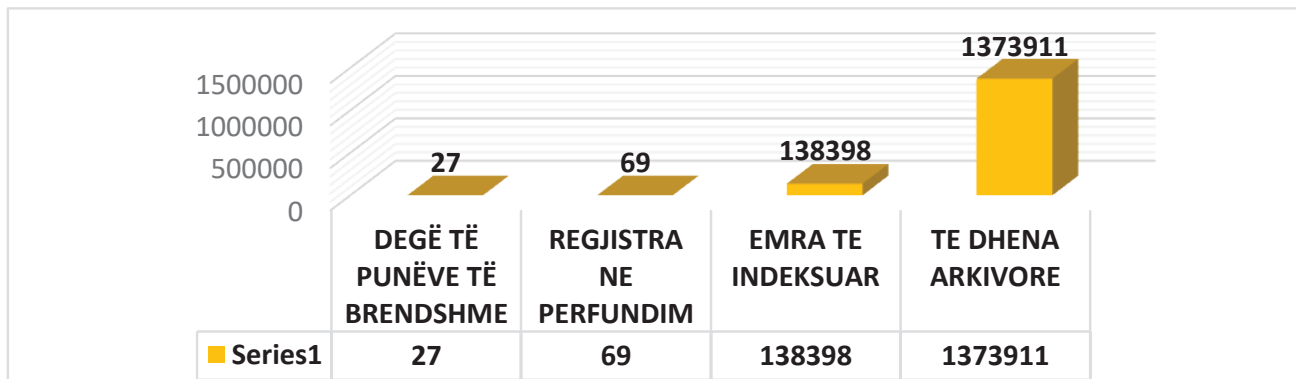 1373911
1500000
1000000
500000
0
27
69
138398
DEGË TË
PUNËVE TË
BRENDSHME
REGJISTRA
NE
PERFUNDIM
EMRA TE
INDEKSUAR
TE DHENA
ARKIVORE
Series1 27 69 138398 1373911